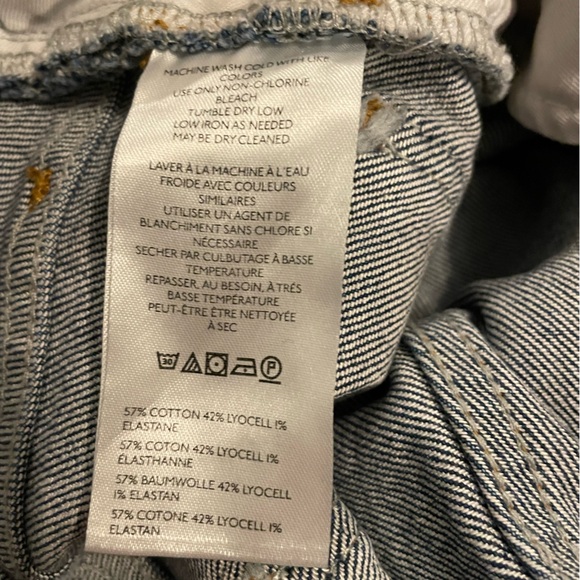 MACHINE WASH COLD WITH LIKE
COLORS
USE ONLY NON-CHLORINE
BLEACH
TUMBLE DRY LOW
LOW IRON AS NEEDED
MAY BE DRY CLEANED
LAVER À LA MACHINE À L'EAU
FROIDE AVEC COULEURS
SIMILAIRES
UTILISER UN AGENT DE
BLANCHIMENT SANS CHLORE SI
NÉCESSAIRE
SECHER PAR CULBUTAGE À BASSE
TEMPERATURE
REPASSER, AU BESOIN, À TRÉS
BASSE TEMPÉRATURE
PEUT-ÊTRE ÊTRE NETTOYÉE
À SEC
30 P
57% COTTON 42% LYOCELL 1%
ELASTANE
57% COTON 42% LYOCELL 1%
ÉLASTHANNE
57% BAUMWOLLE 42% LYOCELL
1% ELASTAN
57% COTONE 42% LYOCELL 1%
ELASTAN